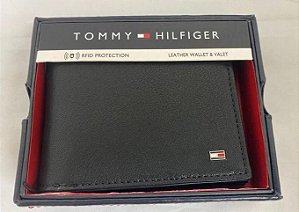 TOMMY HILFIGER
RFID PROTECTION LEATHER WALLET & VALET